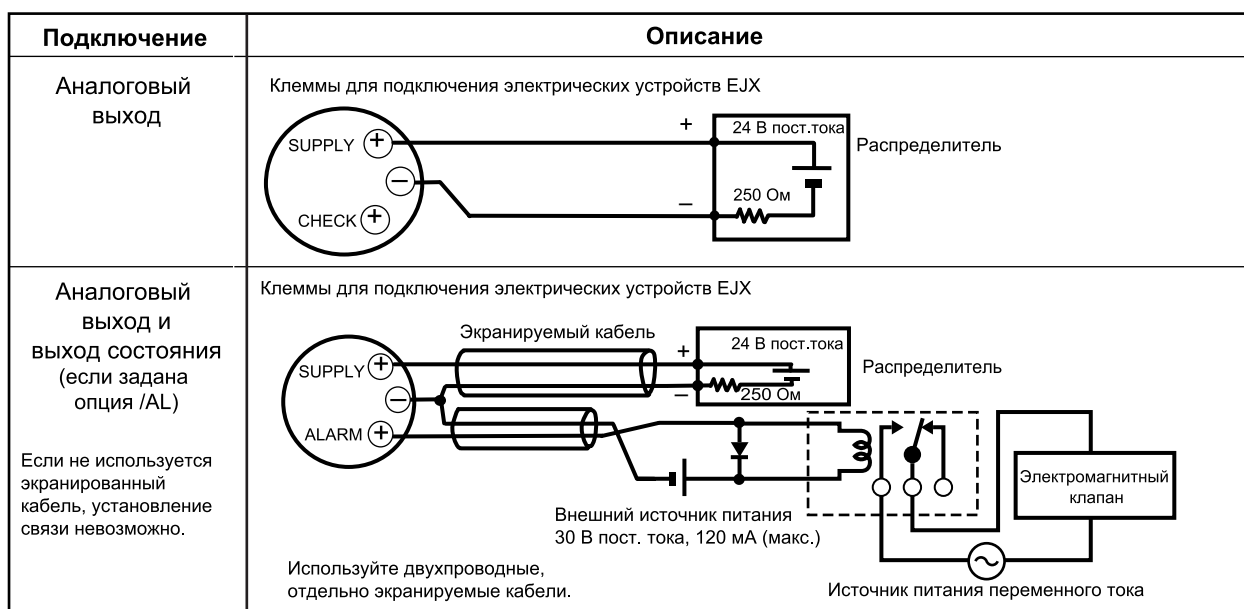 Подключение
Описание
Аналоговый
выход
Клеммы для подключения электрических устройств EJX
SUPPLY +
–
CHECK +
+
–
24 В пост.тока
250 Ом
Распределитель
Аналоговый
выход и
выход состояния
(если задана
опция /AL)
Если не используется
экранированный
кабель, установление
связи невозможно.
Клеммы для подключения электрических устройств EJX
Экранируемый кабель
SUPPLY +
–
ALARM +
+
–
24 В пост.тока
250 Ом
Распределитель
Электромагнитный
клапан
Внешний источник питания
30 В пост. тока, 120 мА (макс.)
Используйте двухпроводные,
отдельно экранируемые кабели.
Источник питания переменного тока